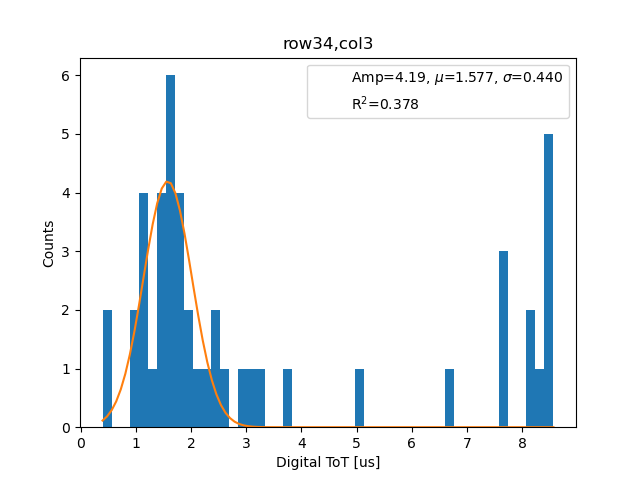 row34,col3
Amp=4.19, μ=1.577, σ=0.440
R²=0.378
6
5
4
3
2
1
0
Counts
0 1 2 3 4 5 6 7 8
Digital ToT [us]